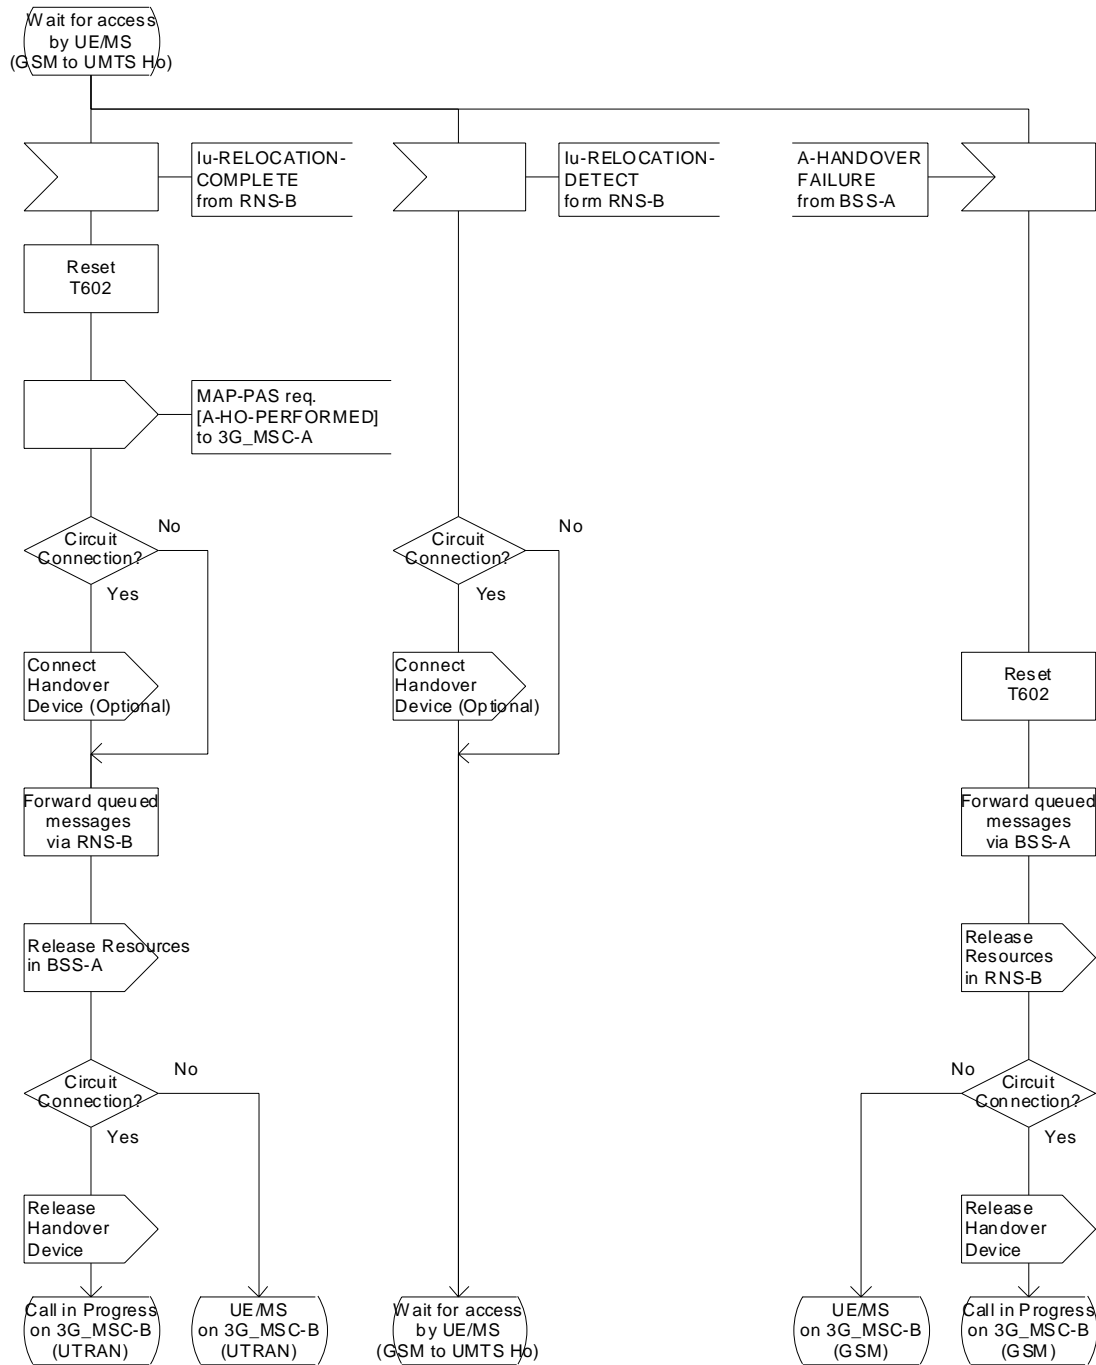 Wait for access
by UE/MS
(GSM to UMTS Ho)
Iu-RELOCATION-
COMPLETE
from RNS-B
Iu-RELOCATION-
DETECT
form RNS-B
A-HANDOVER
FAILURE
from BSS-A
Reset
T602
MAP-PAS req.
[A-HO-PERFORMED]
to 3G_MSC-A
Circuit
Connection?
No
Yes
Circuit
Connection?
No
Yes
Connect
Handover
Device (Optional)
Connect
Handover
Device (Optional)
Reset
T602
Forward queued
messages
via RNS-B
Forward queued
messages
via BSS-A
Release Resources
in BSS-A
Release
Resources
in RNS-B
Circuit
Connection?
No
Yes
No
Circuit
Connection?
Yes
Release
Handover
Device
Release
Handover
Device
Call in Progress
on 3G_MSC-B
(UTRAN)
UE/MS
on 3G_MSC-B
(UTRAN)
Wait for access
by UE/MS
(GSM to UMTS Ho)
UE/MS
on 3G_MSC-B
(GSM)
Call in Progress
on 3G_MSC-B
(GSM)